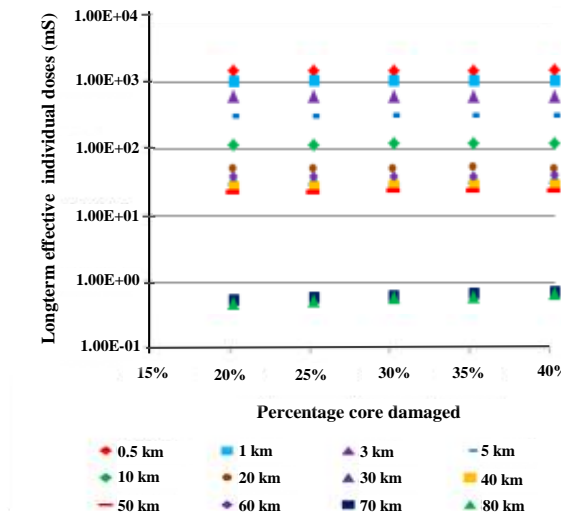 Longterm effective individual doses (mS)
1.00E+04
1.00E+03
1.00E+02
1.00E+01
1.00E+00
1.00E-01
15% 20% 25% 30% 35% 40%
Percentage core damaged
0.5 km 1 km 3 km 5 km
10 km 20 km 30 km 40 km
50 km 60 km 70 km 80 km